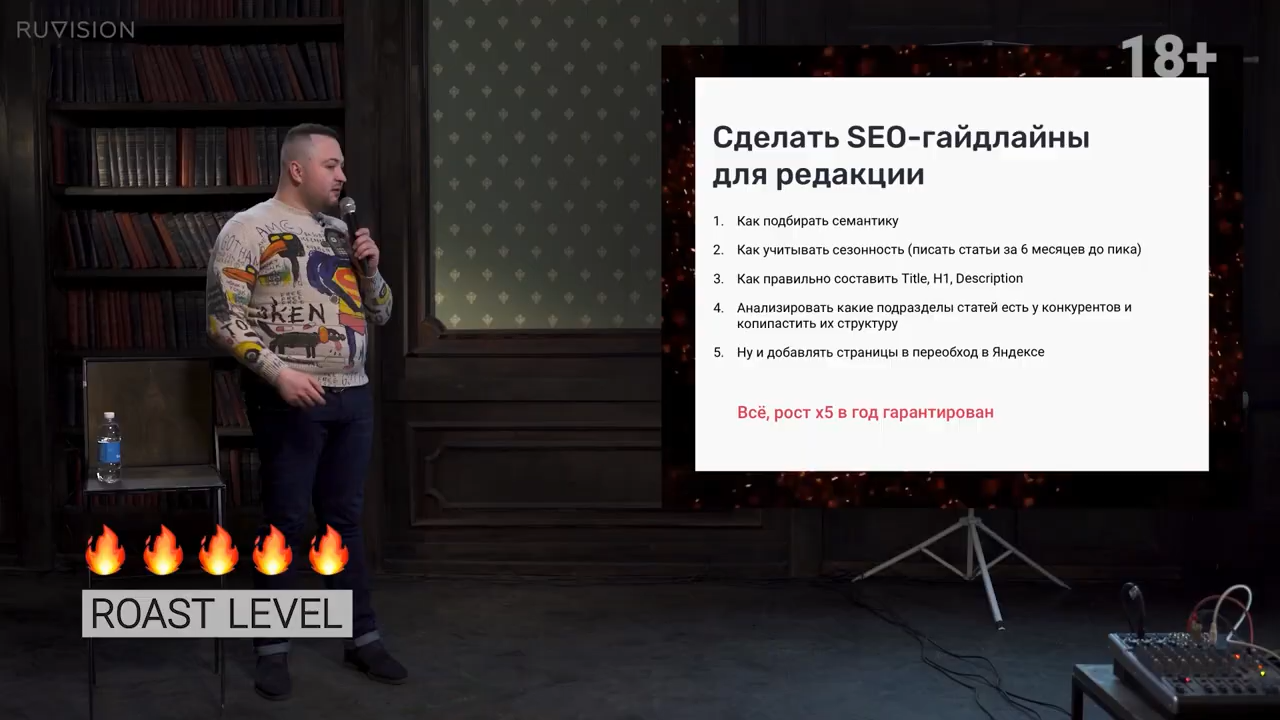 RUVISION
18+
Сделать SEO-гайдлайны
для редакции
1. Как подбирать семантику
2. Как учитывать сезонность (писать статьи за 6 месяцев до пика)
3. Как правильно составить Title, H1, Description
4. Анализировать какие подразделы статей есть у конкурентов и
копипастить их структуру
5. Ну и добавлять страницы в переобход в Яндексе
Всё, рост x5 в год гарантирован
ROAST LEVEL